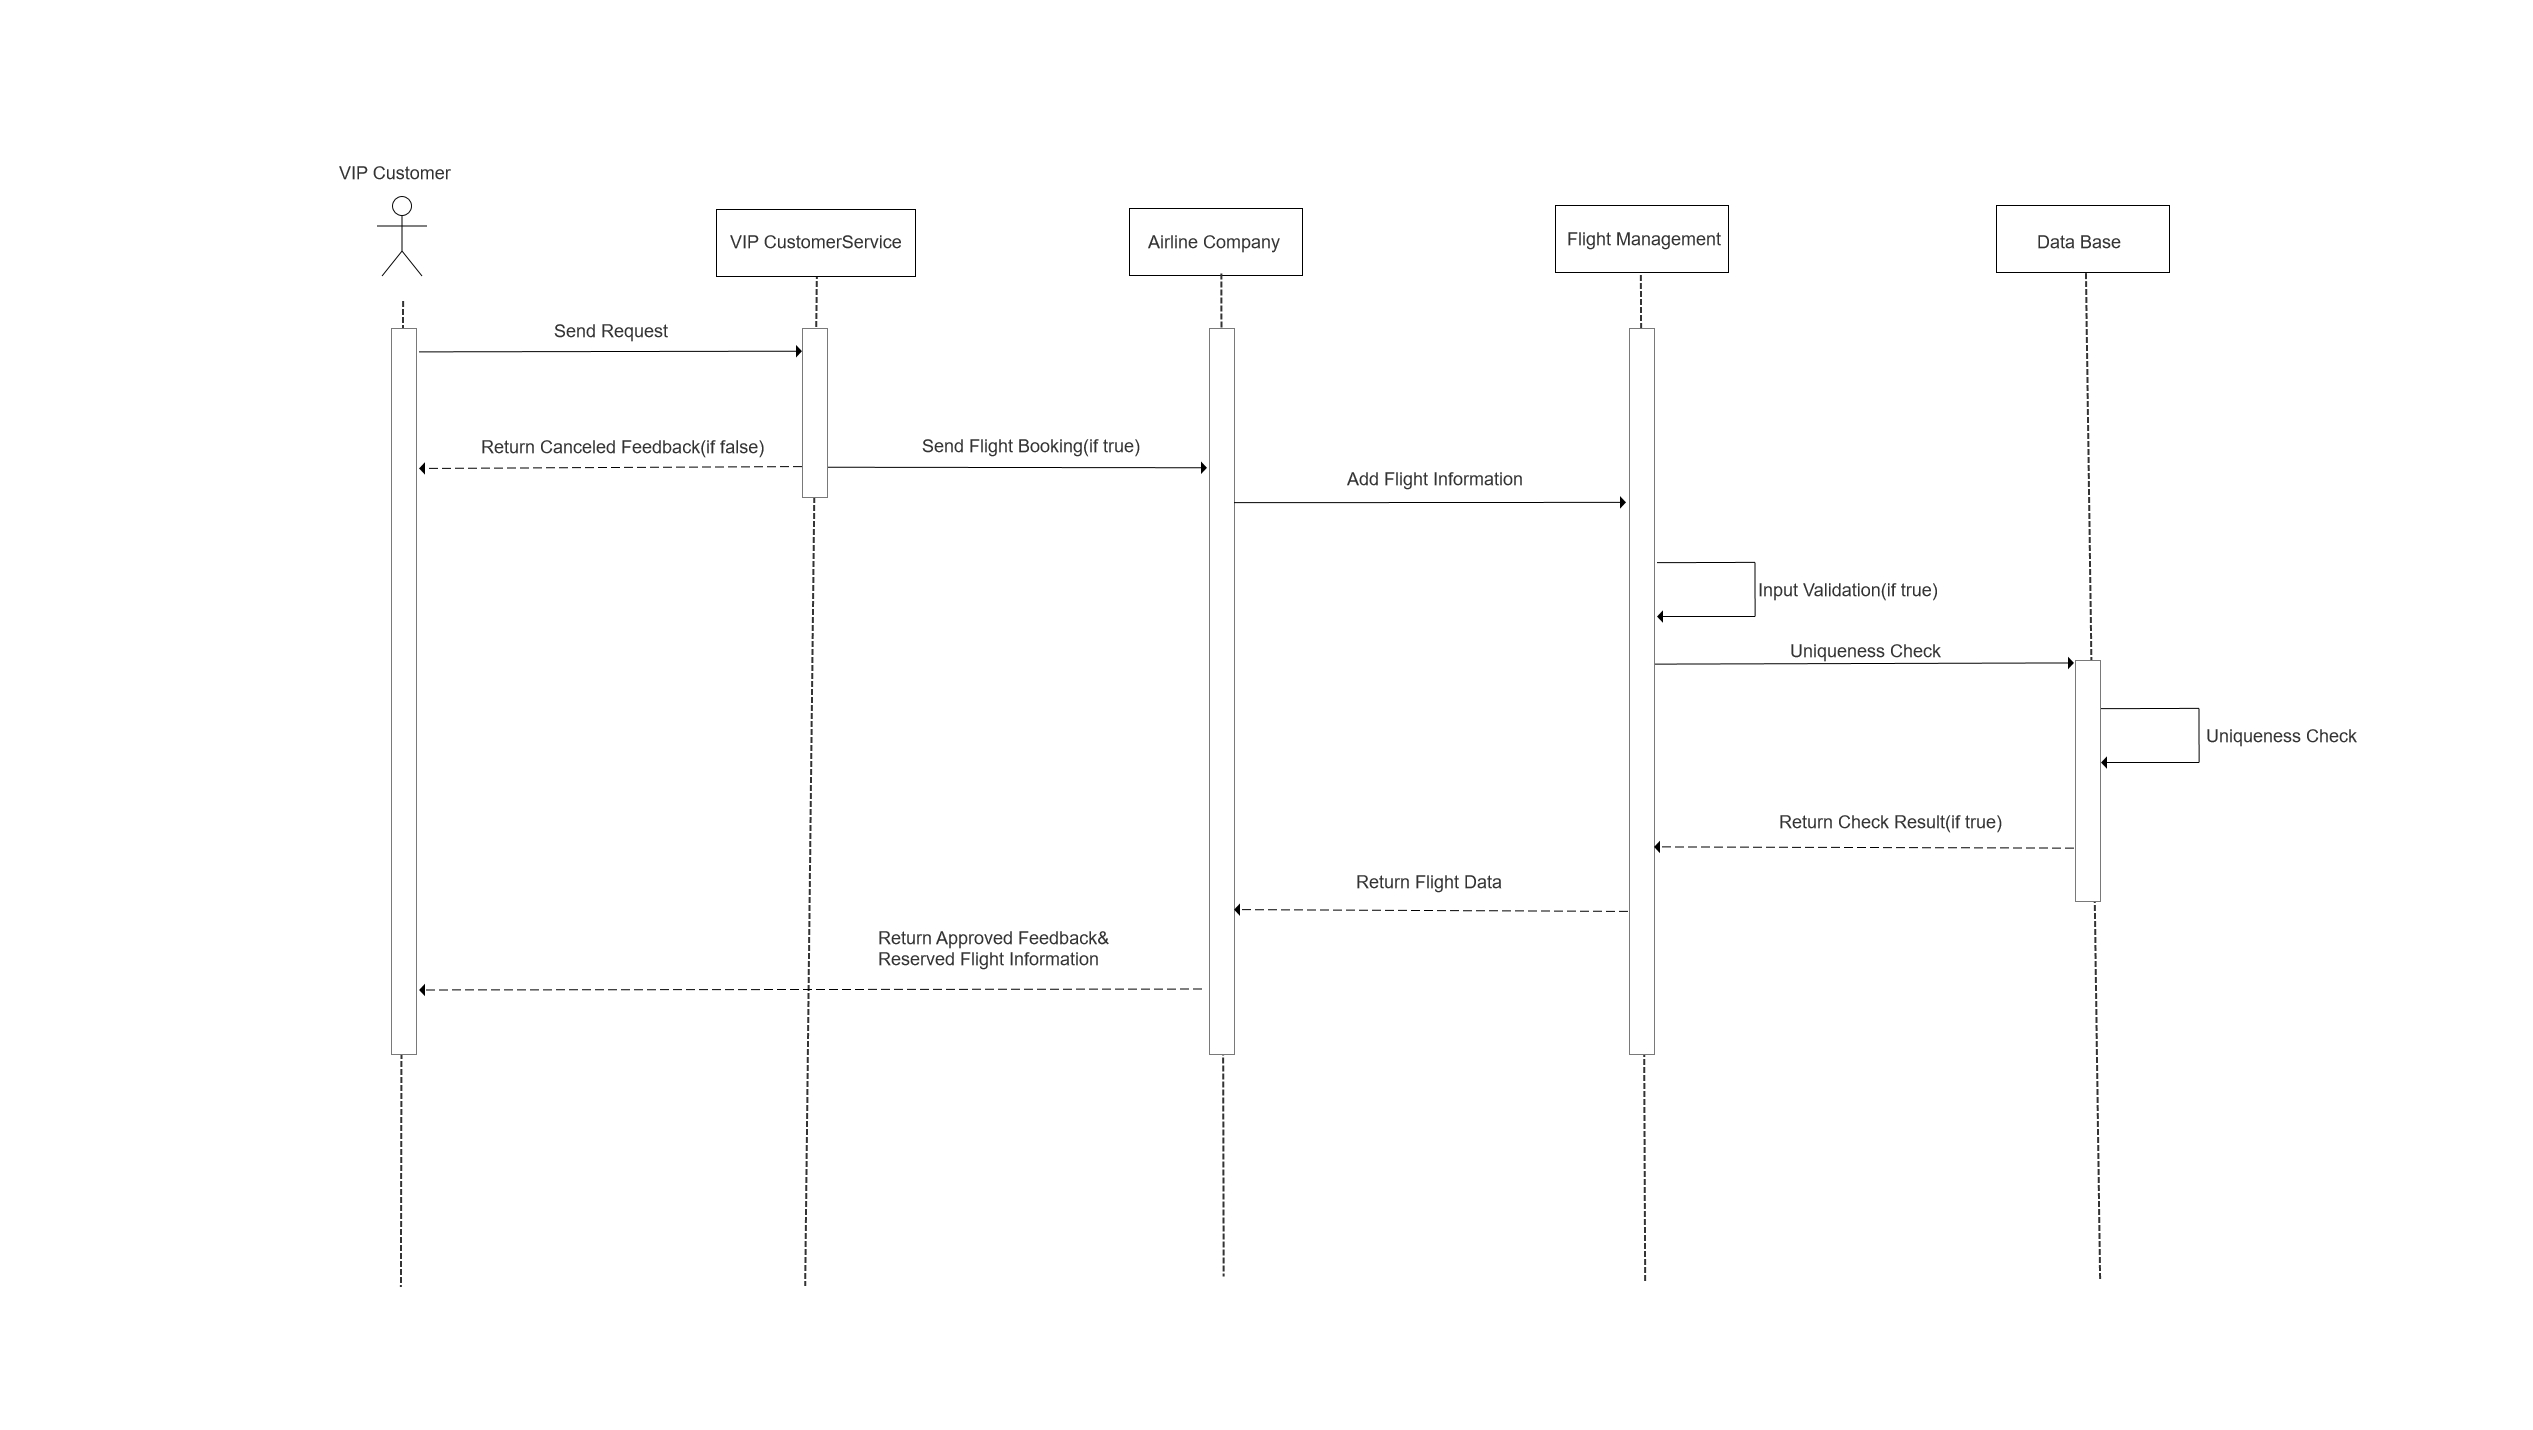 VIP Customer
VIP CustomerService
Airline Company
Flight Management
Data Base
Send Request
Return Canceled Feedback(if false)
Send Flight Booking(if true)
Add Flight Information
Input Validation(if true)
Uniqueness Check
Uniqueness Check
Return Check Result(if true)
Return Flight Data
Return Approved Feedback&
Reserved Flight Information